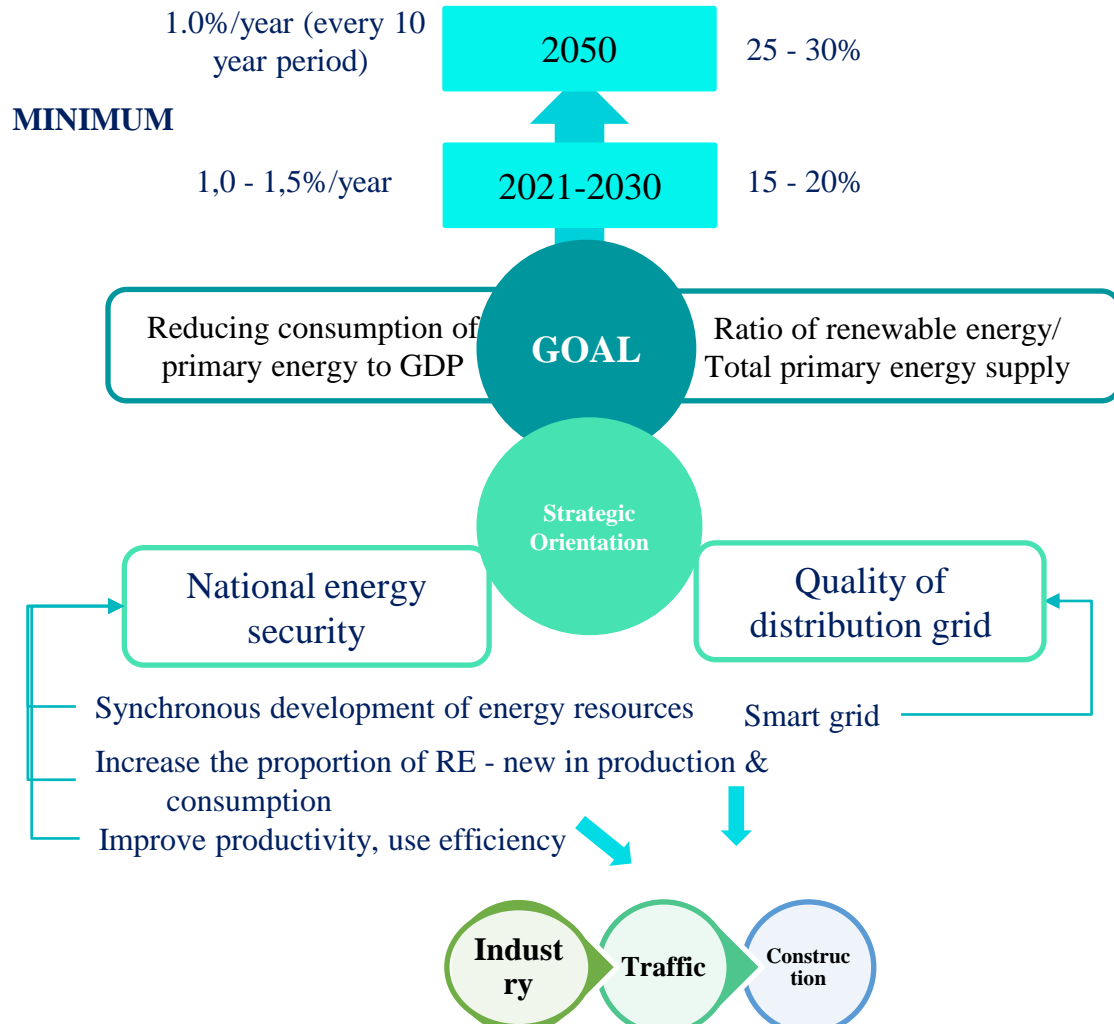 1.0%/year (every 10
year period)
2050
25 - 30%
MINIMUM
1,0 - 1,5%/year
2021-2030
15 - 20%
Reducing consumption of
primary energy to GDP
GOAL
Ratio of renewable energy/
Total primary energy supply
Strategic
Orientation
National energy
security
Quality of
distribution grid
Synchronous development of energy resources
Smart grid
Increase the proportion of RE - new in production &
consumption
Improve productivity, use efficiency
Indust
ry
Traffic
Construc
tion